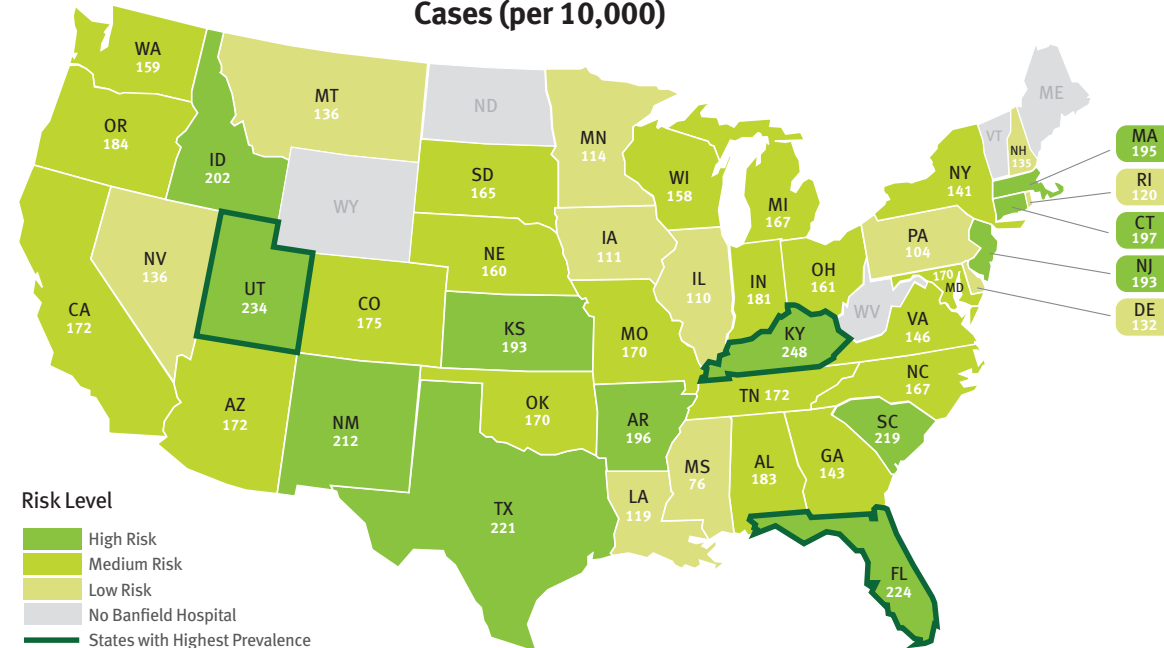 Cases (per 10,000)
WA
159
OR
184
ID
202
MT
136
ND
WY
NV
136
UT
234
CA
172
AZ
172
CO
175
NM
212
SD
165
NE
160
KS
193
OK
170
TX
221
MN
114
IA
111
MO
170
AR
196
LA
119
WI
158
IL
110
MI
167
IN
181
OH
161
KY
248
TN 172
MS
76
AL
183
GA
143
FL
224
SC
219
NC
167
VA
146
WV
170
MD
PA
104
NY
141
VT
NH
135
ME
MA
195
RI
120
CT
197
NJ
193
DE
132
Risk Level
High Risk
Medium Risk
Low Risk
No Banfield Hospital
States with Highest Prevalence